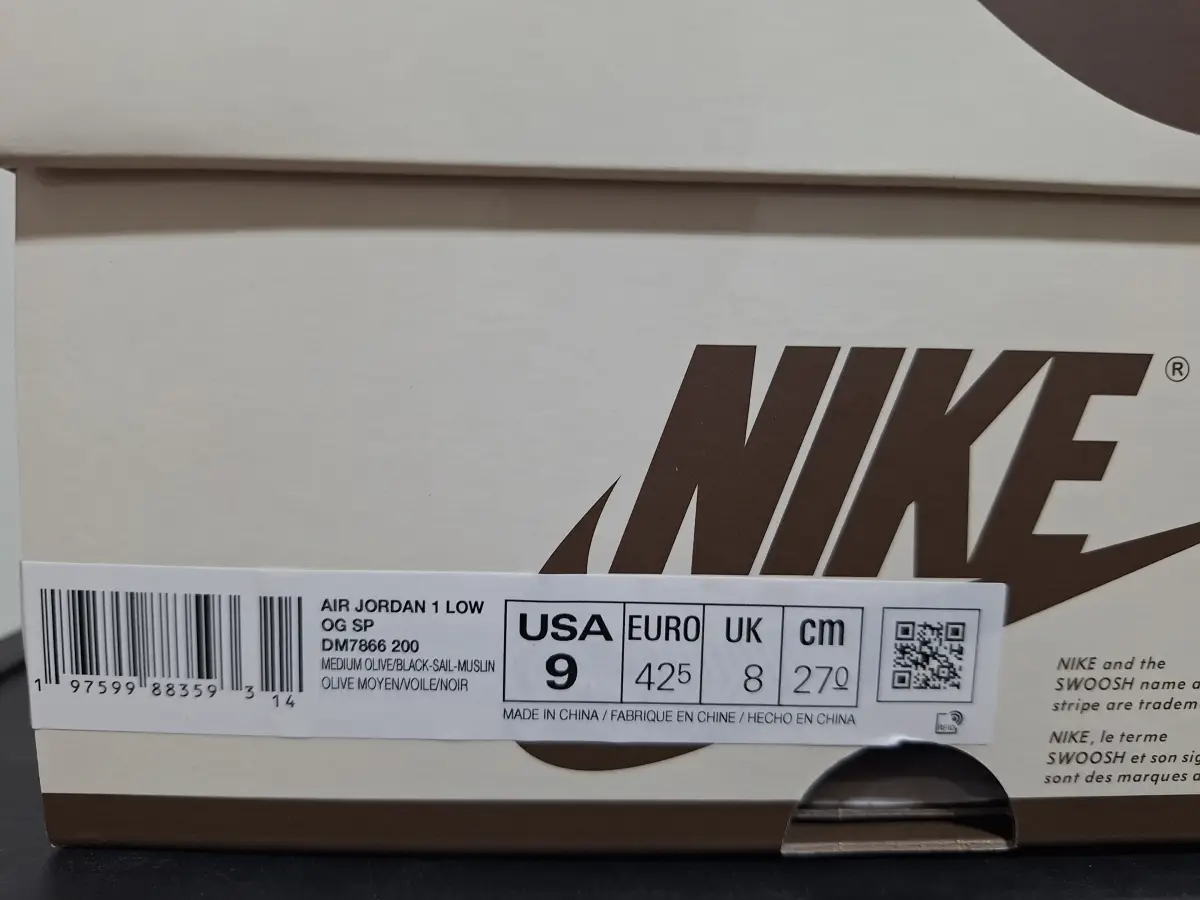 NIKE ®
AIR JORDAN 1 LOW
OG SP
DM7866 200
MEDIUM OLIVE/BLACK-SAIL-MUSLIN
OLIVE MOYEN/VOILE/NOIR
1 97599 88359 3 14
USA EURO UK cm
9 425 8 270
MADE IN CHINA / FABRIQUE EN CHINE / HECHO EN CHINA
NIKE and the
SWOOSH name a
stripe are tradem
NIKE, le terme
SWOOSH et son sig
sont des marques d